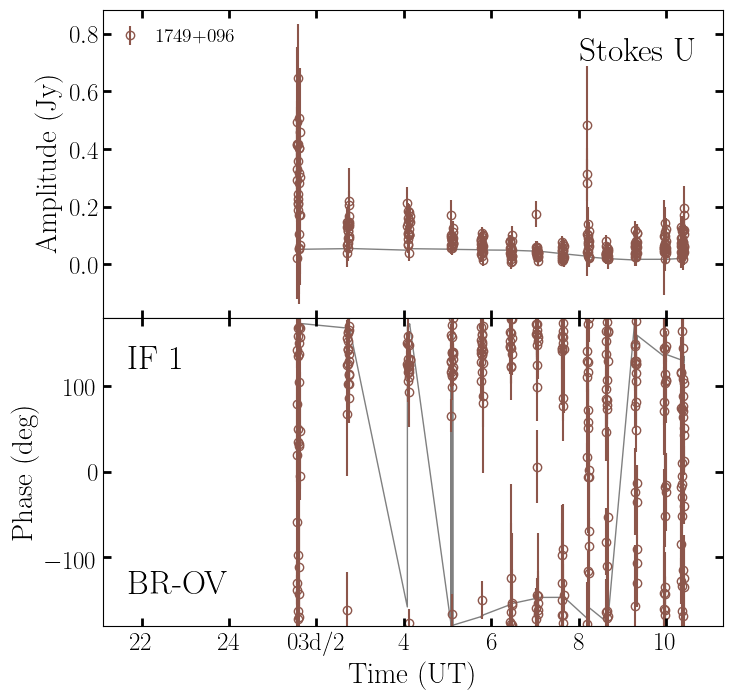 1749+096
Stokes U
Amplitude (Jy)
0.8
0.6
0.4
0.2
0.0
IF 1
Phase (deg)
100
0
−100
BR-OV
22 24 03d/2 4 6 8 10
Time (UT)